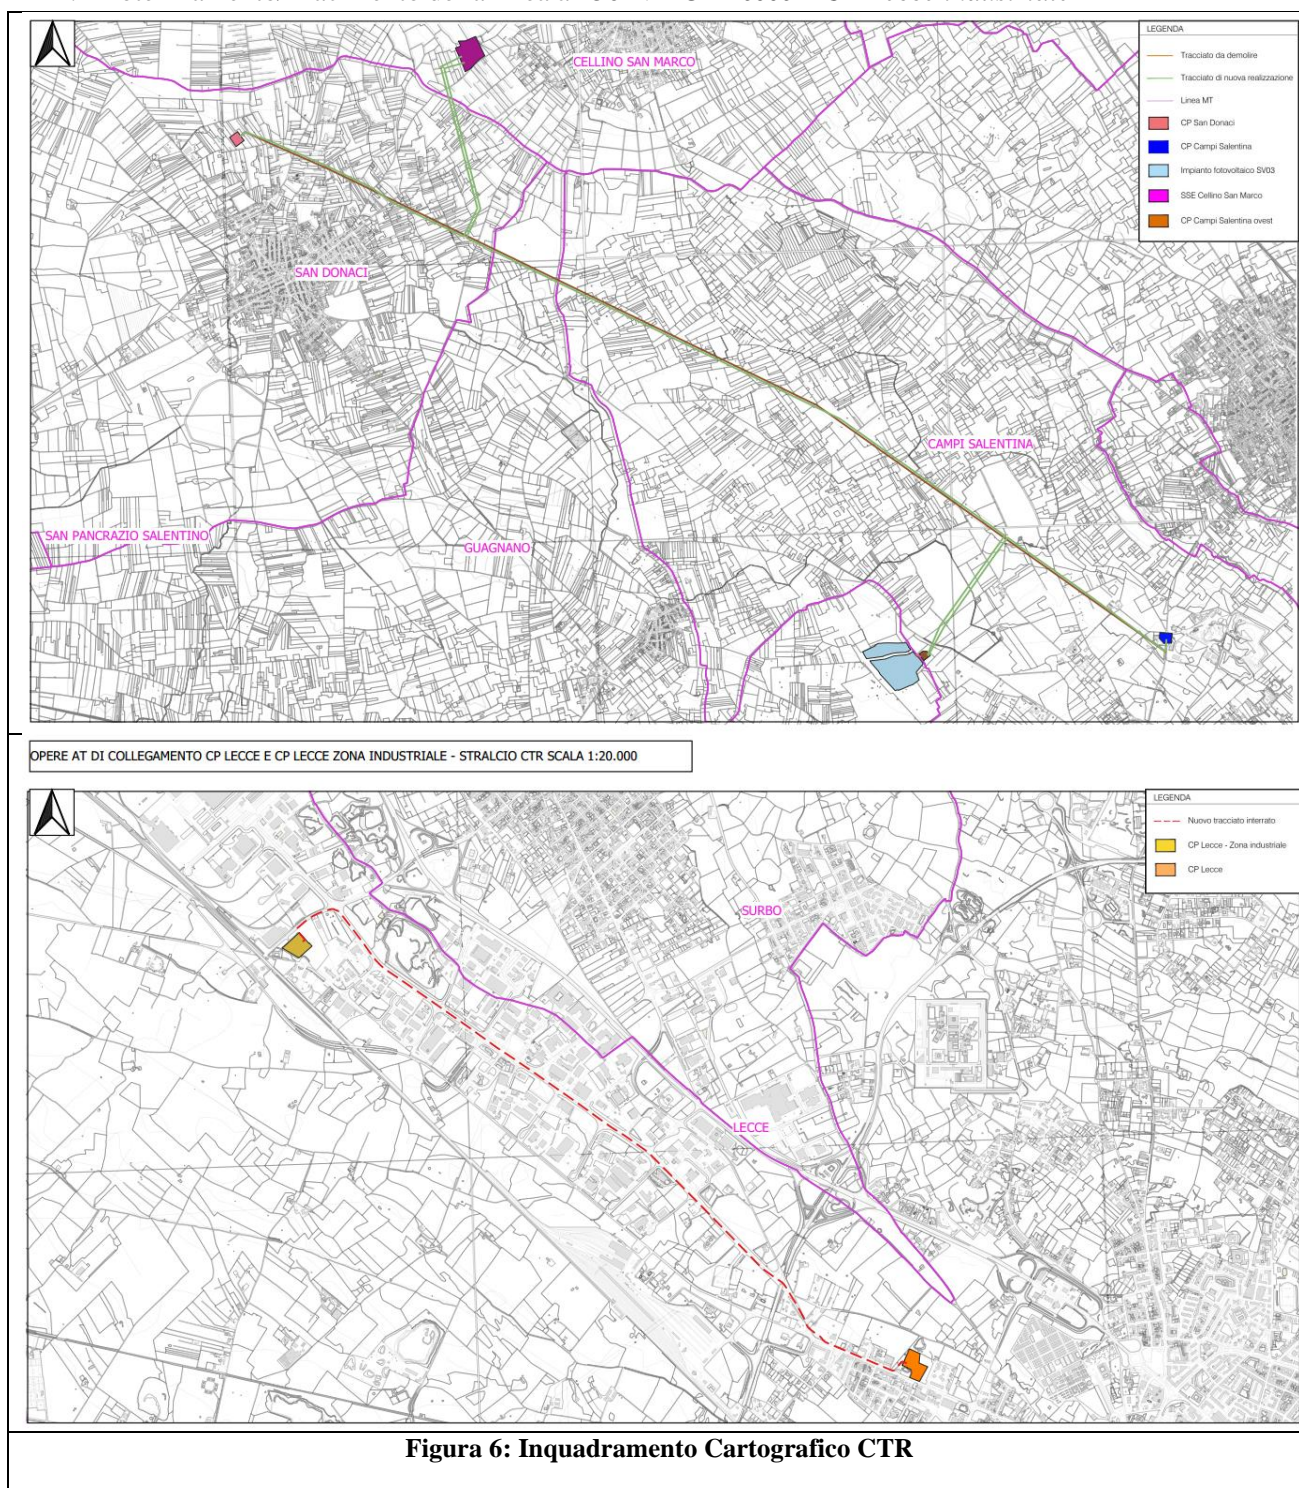 LEGENDA
Tracciato da demolire
Tracciato di nuova realizzazione
Linea MT
CP San Donaci
CP Campi Salentina
Impianto fotovoltaico SV03
SSE Cellino San Marco
CP Campi Salentina ovest
CELLINO SAN MARCO
SAN DONACI
CAMPI SALENTINA
SAN PANCRAZIO SALENTINO
GUAGNANO
OPERE AT DI COLLEGAMENTO CP LECCE E CP LECCE ZONA INDUSTRIALE - STRALCIO CTR SCALA 1:20.000
LEGENDA
Nuovo tracciato interrato
CP Lecce - Zona industriale
CP Lecce
SURBO
LECCE
Figura 6: Inquadramento Cartografico CTR